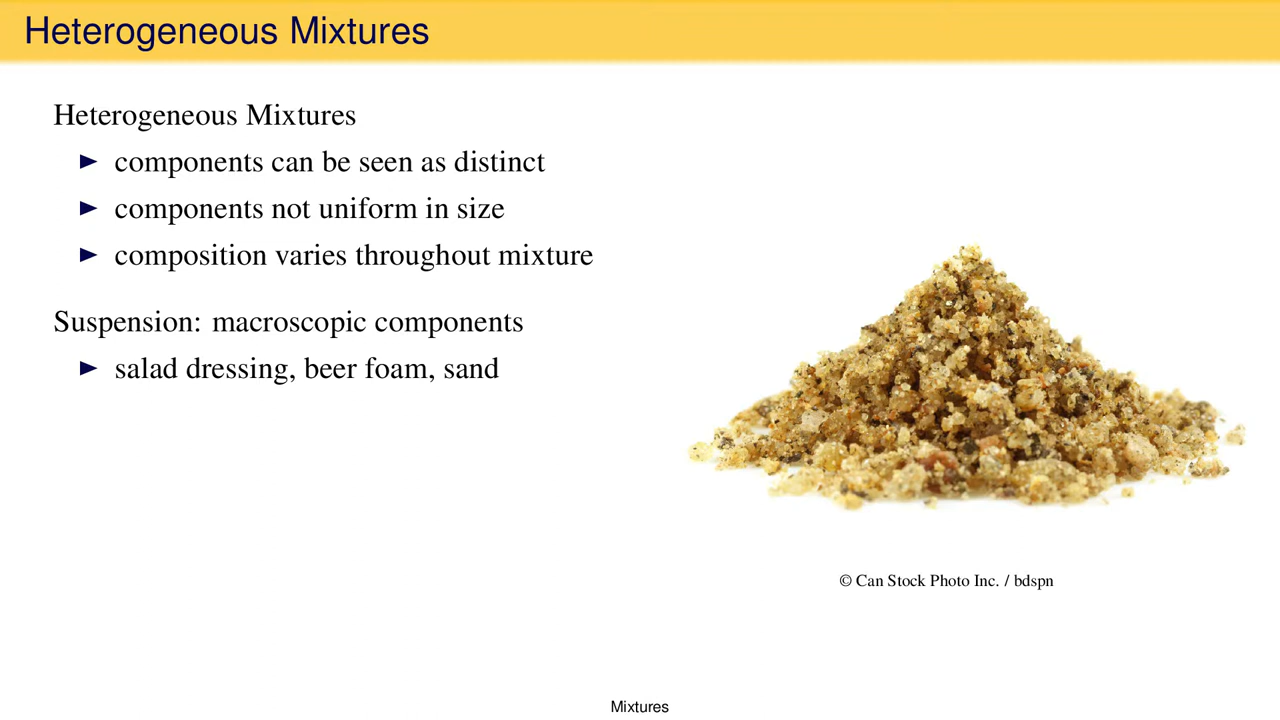 Heterogeneous Mixtures
Heterogeneous Mixtures
► components can be seen as distinct
► components not uniform in size
► composition varies throughout mixture
Suspension: macroscopic components
► salad dressing, beer foam, sand
© Can Stock Photo Inc. / bdspn
Mixtures